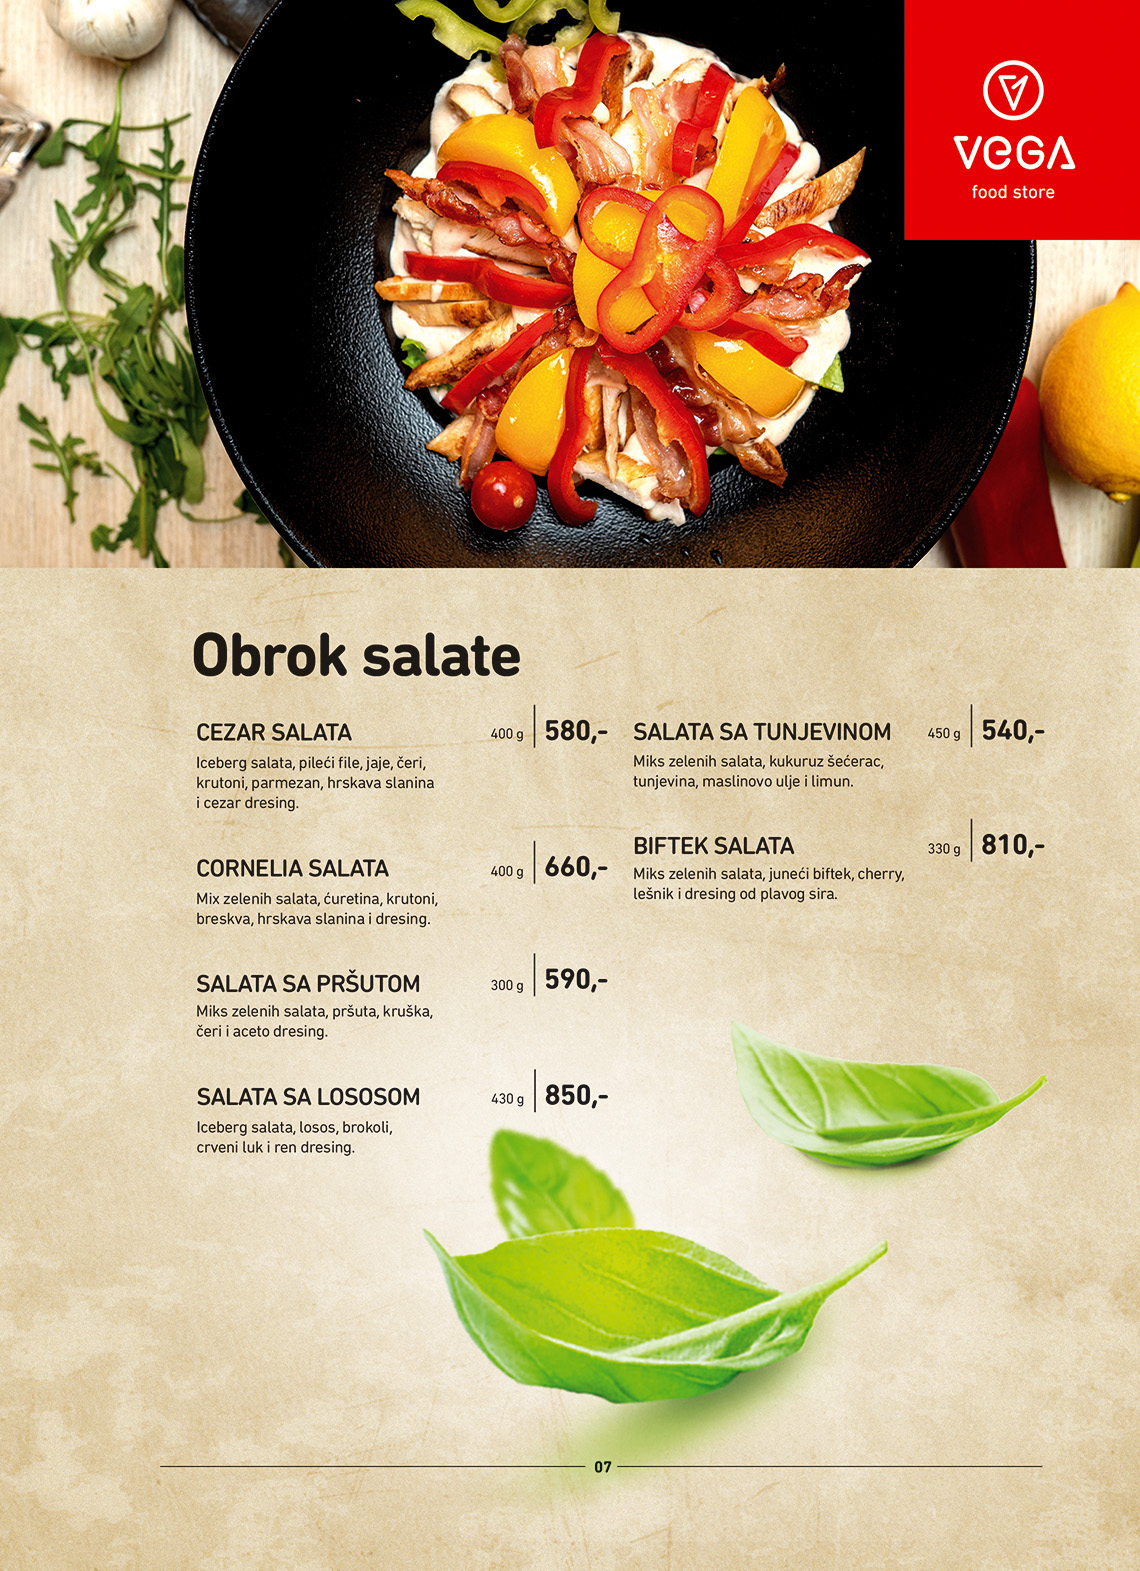 VEGA
food store
Obrok salate
CEZAR SALATA 400 g 580,-
Iceberg salata, pileći file, jaje, čeri,
krutoni, parmezan, hrskava slanina
i cezar dresing.
CORNELIA SALATA 400 g 660,-
Mix zelenih salata, ćuretina, krutoni,
breskva, hrskava slanina i dresing.
SALATA SA PRŠUTOM 300 g 590,-
Miks zelenih salata, pršuta, kruška,
čeri i aceto dresing.
SALATA SA LOSOSOM 430 g 850,-
Iceberg salata, losos, brokoli,
crveni luk i ren dresing.
SALATA SA TUNJEVINOM 450 g 540,-
Miks zelenih salata, kukuruz šećerac,
tunjevina, maslinovo ulje i limun.
BIFTEK SALATA 330 g 810,-
Miks zelenih salata, juneći biftek, cherry,
lešnik i dresing od plavog sira.
07